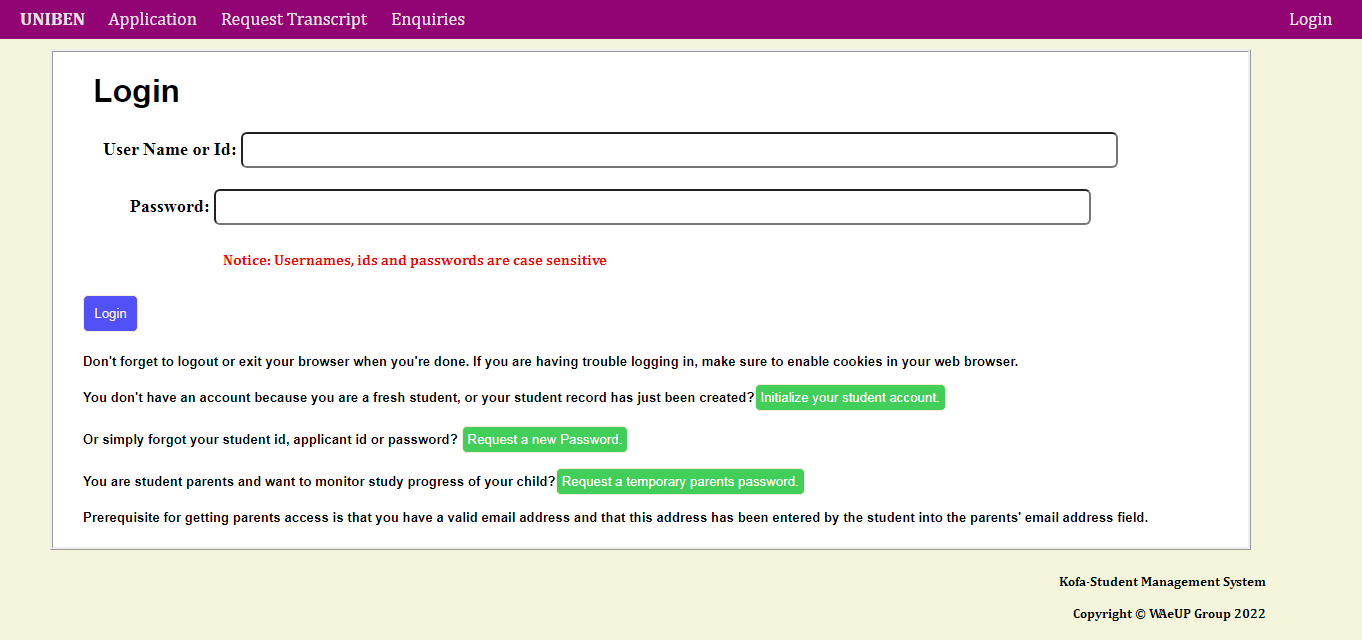 UNIBEN Application Request Transcript Enquiries Login
Login
User Name or Id:
Password:
Notice: Usernames, ids and passwords are case sensitive
Login
Don't forget to logout or exit your browser when you're done. If you are having trouble logging in, make sure to enable cookies in your web browser.
You don't have an account because you are a fresh student, or your student record has just been created? Initialize your student account.
Or simply forgot your student id, applicant id or password? Request a new Password.
You are student parents and want to monitor study progress of your child? Request a temporary parents password.
Prerequisite for getting parents access is that you have a valid email address and that this address has been entered by the student into the parents' email address field.
Kofa-Student Management System
Copyright © WAeUP Group 2022